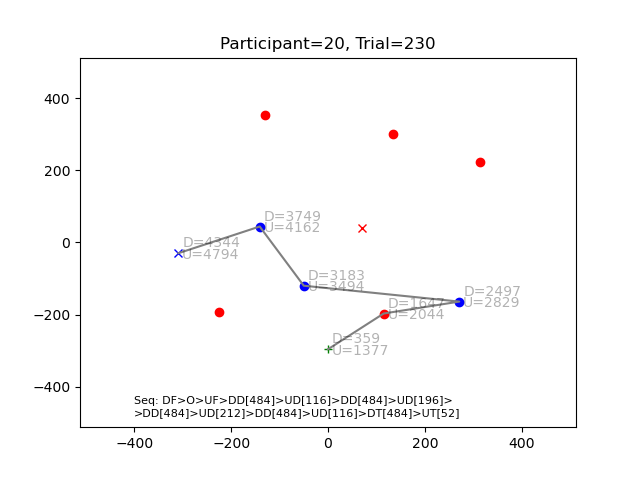 Participant=20, Trial=230
400
200
0
−200
−400
−400
−200
0
200
400
D=3749
U=4162
D=4344
U=4794
D=3183
U=3494
D=2497
U=2829
D=1647
U=2044
D=359
U=1377
Seq: DF>O>UF>DD[484]>UD[116]>DD[484]>UD[196]>
>DD[484]>UD[212]>DD[484]>UD[116]>DT[484]>UT[52]